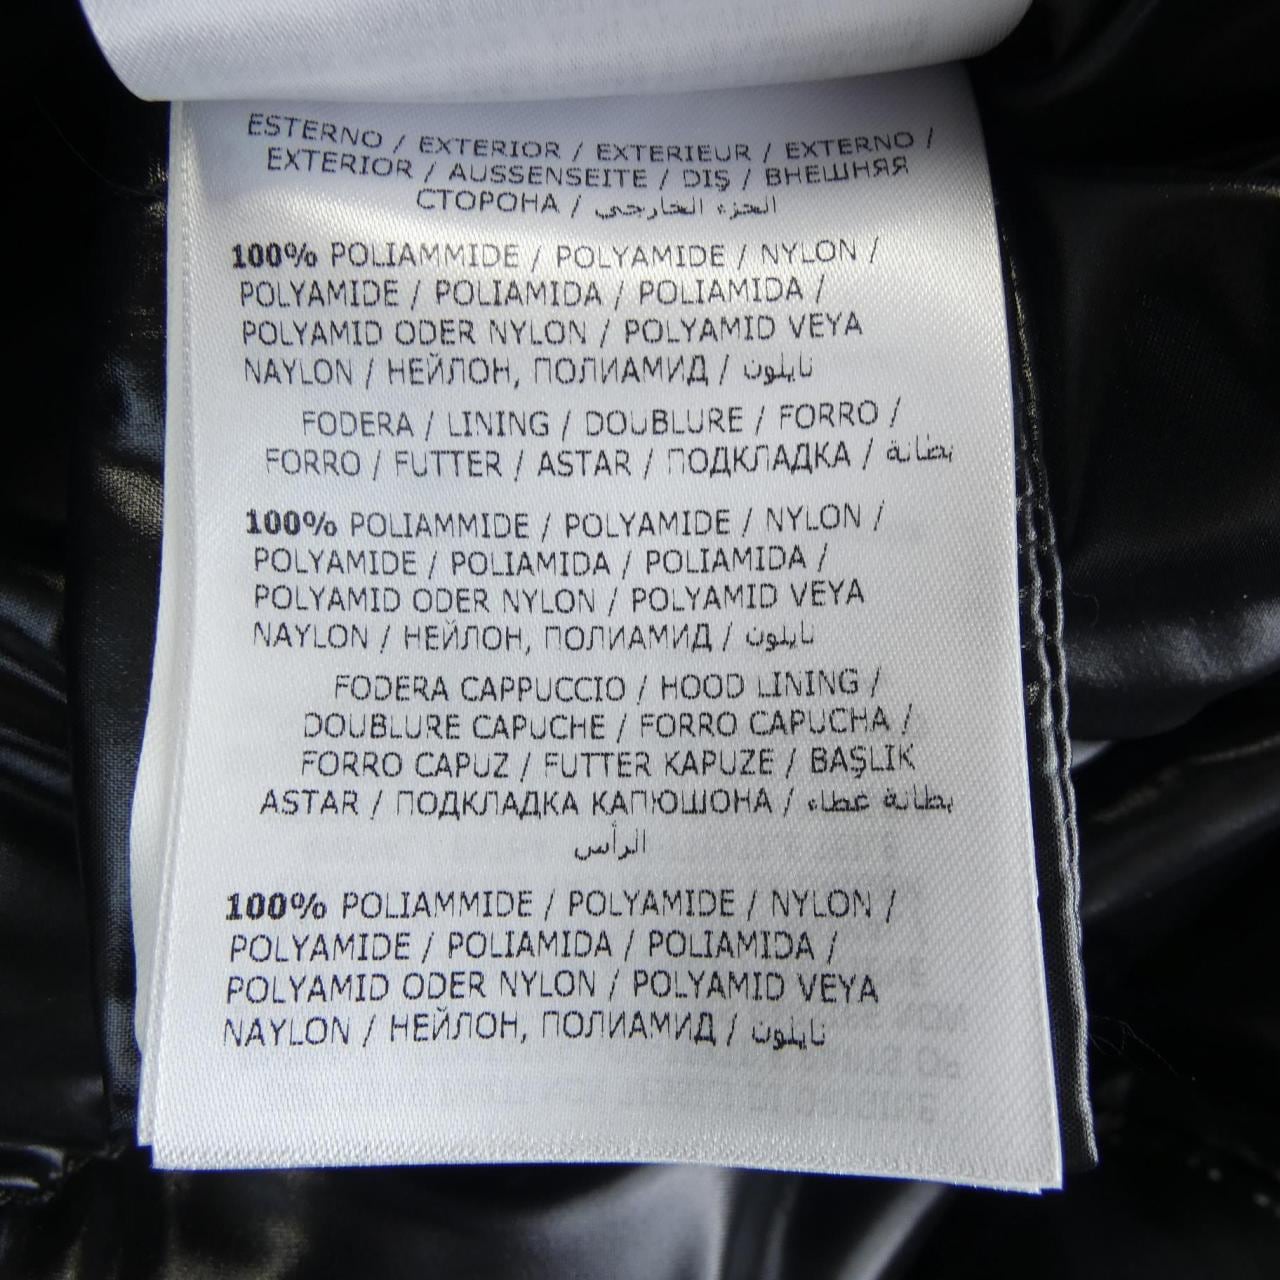 ESTERNO / EXTERIOR / EXTERIEUR / EXTERNO /
EXTERIOR / AUSSENSEITE / DIŞ / ВНЕШНЯЯ
СТОРОНА / الجزء الخارجي
100% POLIAMMIDE / POLYAMIDE / NYLON /
POLYAMIDE / POLIAMIDA / POLIAMIDA /
POLYAMID ODER NYLON / POLYAMID VEYA
NAYLON / НЕЙЛОН, ПОЛИАМИД / نايلون
FODERA / LINING / DOUBLURE / FORRO /
FORRO / FUTTER / ASTAR / ПОДКЛАДКА / بطانة
100% POLIAMMIDE / POLYAMIDE / NYLON /
POLYAMIDE / POLIAMIDA / POLIAMIDA /
POLYAMID ODER NYLON / POLYAMID VEYA
NAYLON / НЕЙЛОН, ПОЛИАМИД / نايلون
FODERA CAPPUCCIO / HOOD LINING /
DOUBLURE CAPUCHE / FORRO CAPUCHA /
FORRO CAPUZ / FUTTER KAPUZE / BAŞLIK
ASTAR / ПОДКЛАДКА КАПЮШОНА / بطانة غطاء
الرأس
100% POLIAMMIDE / POLYAMIDE / NYLON /
POLYAMIDE / POLIAMIDA / POLIAMIDA /
POLYAMID ODER NYLON / POLYAMID VEYA
NAYLON / НЕЙЛОН, ПОЛИАМИД / نايلون